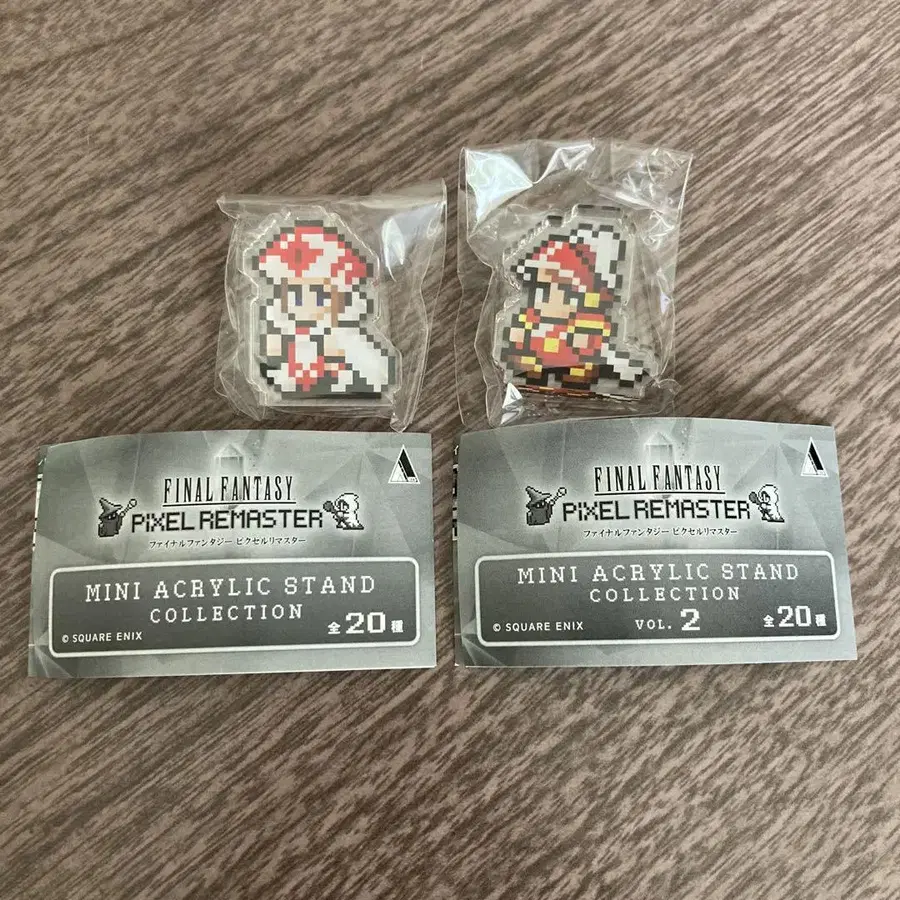 FINAL FANTASY
PIXEL REMASTER
ファイナルファンタジー ピクセルリマスター
MINI ACRYLIC STAND
COLLECTION
© SQUARE ENIX
全20種
FINAL FANTASY
PIXEL REMASTER
ファイナルファンタジー ピクセルリマスター
MINI ACRYLIC STAND
COLLECTION
© SQUARE ENIX
VOL. 2
全20種